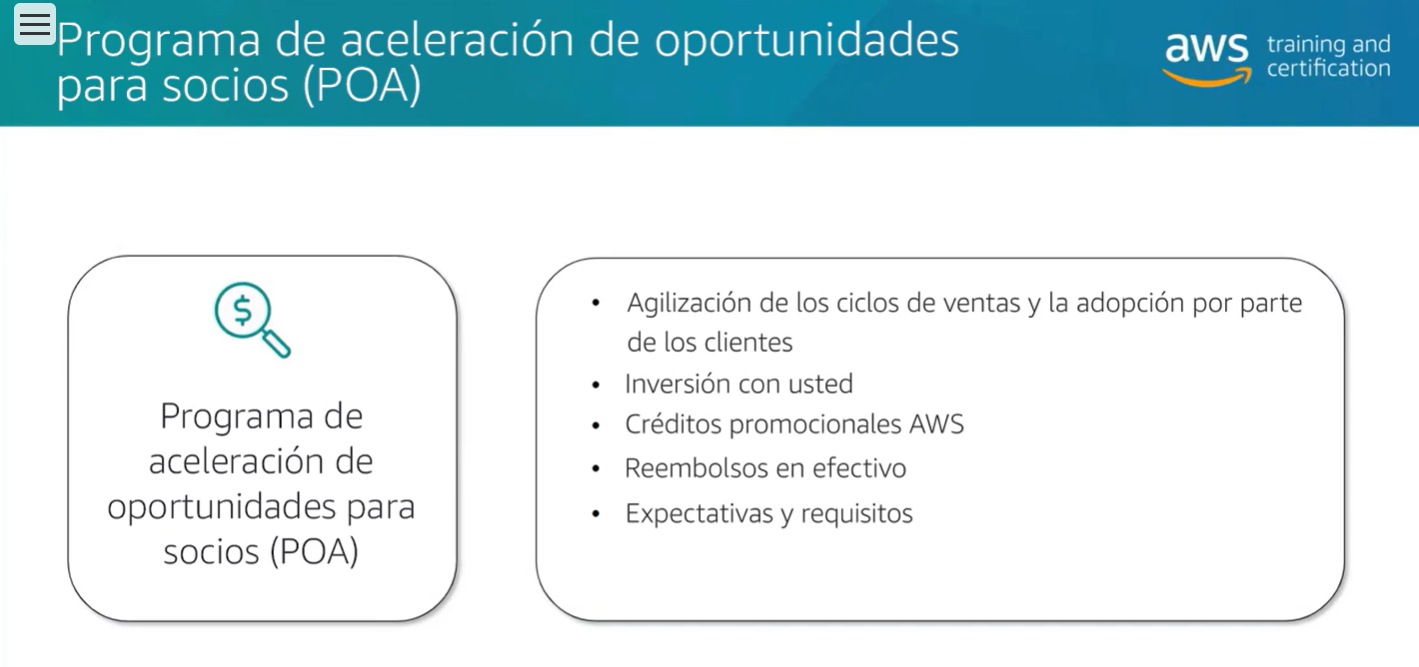 Programa de aceleración de oportunidades
para socios (POA)
aws training and
certification
$
Programa de
aceleración de
oportunidades para
socios (POA)
• Agilización de los ciclos de ventas y la adopción por parte
de los clientes
• Inversión con usted
• Créditos promocionales AWS
• Reembolsos en efectivo
• Expectativas y requisitos